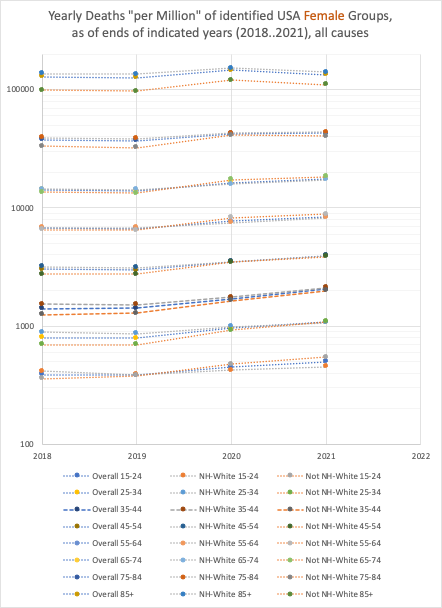 Yearly Deaths "per Million" of identified USA Female Groups,
as of ends of indicated years (2018..2021), all causes
100000
10000
1000
100
2018 2019 2020 2021 2022
Overall 15-24 NH-White 15-24 Not NH-White 15-24
Overall 25-34 NH-White 25-34 Not NH-White 25-34
Overall 35-44 NH-White 35-44 Not NH-White 35-44
Overall 45-54 NH-White 45-54 Not NH-White 45-54
Overall 55-64 NH-White 55-64 Not NH-White 55-64
Overall 65-74 NH-White 65-74 Not NH-White 65-74
Overall 75-84 NH-White 75-84 Not NH-White 75-84
Overall 85+ NH-White 85+ Not NH-White 85+